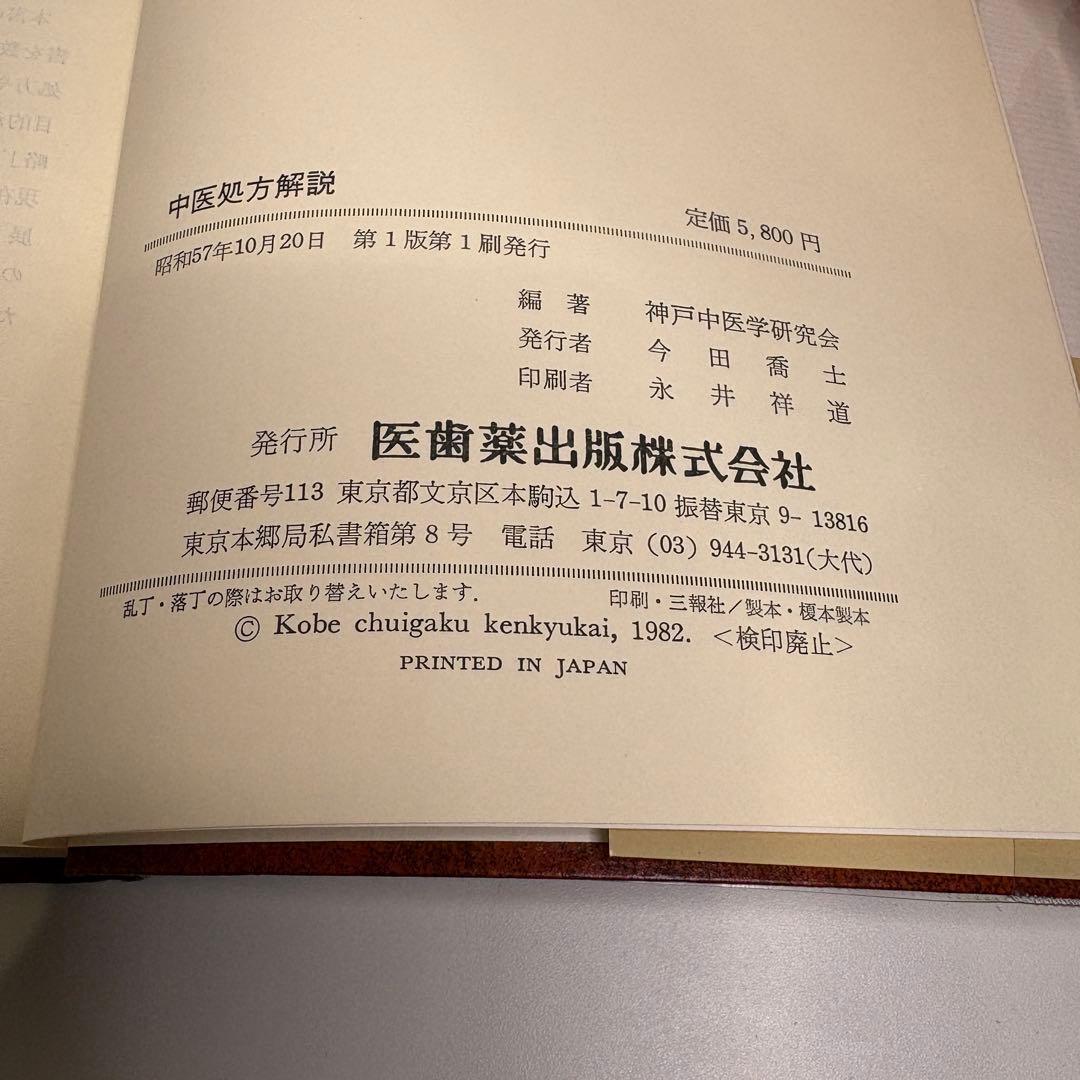 中医処方解説
定価 5,800 円
昭和57年10月20日 第1版第1刷発行
編著 神戸中医学研究会
発行者 今田喬士
印刷者 永井祥道
発行所 医歯薬出版株式会社
郵便番号113 東京都文京区本駒込 1-7-10 振替東京 9- 13816
東京本郷局私書箱第8号 電話 東京 (03) 944-3131(大代)
乱丁・落丁の際はお取り替えいたします.
印刷・三報社/製本・榎本製本
© Kobe chuigaku kenkyukai, 1982. <検印廃止>
PRINTED IN JAPAN